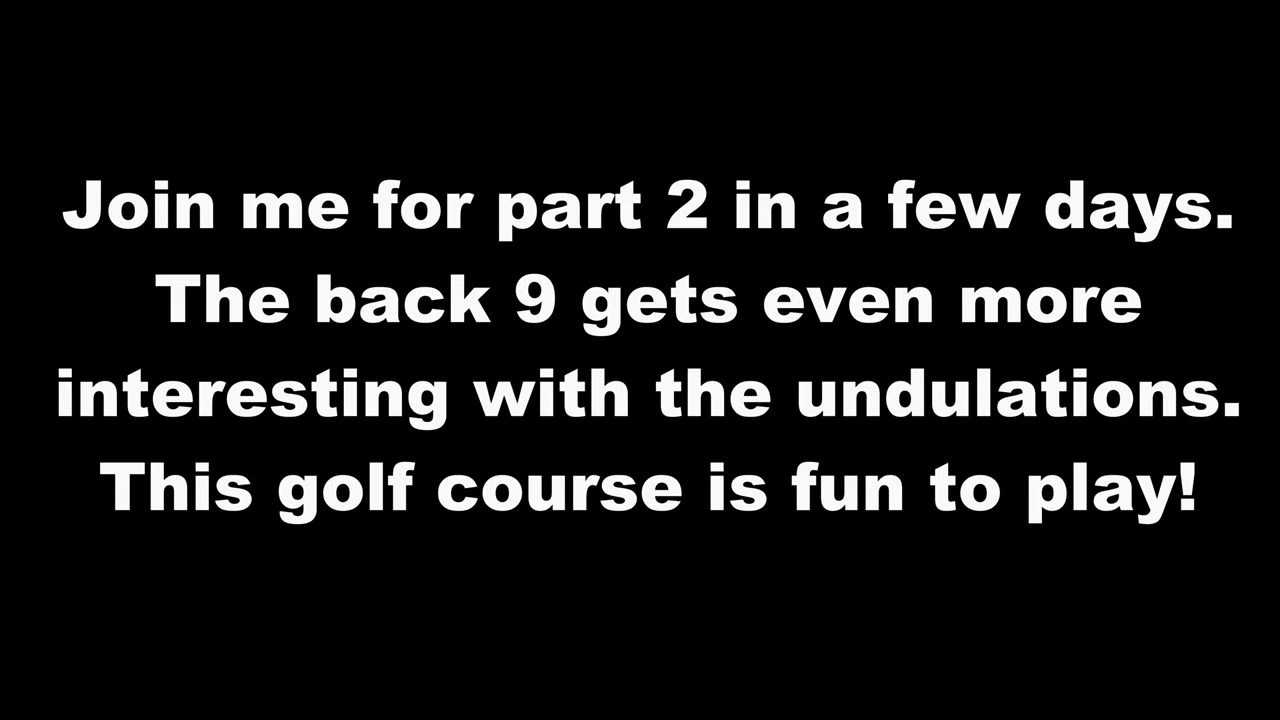 Join me for part 2 in a few days.
The back 9 gets even more
interesting with the undulations.
This golf course is fun to play!